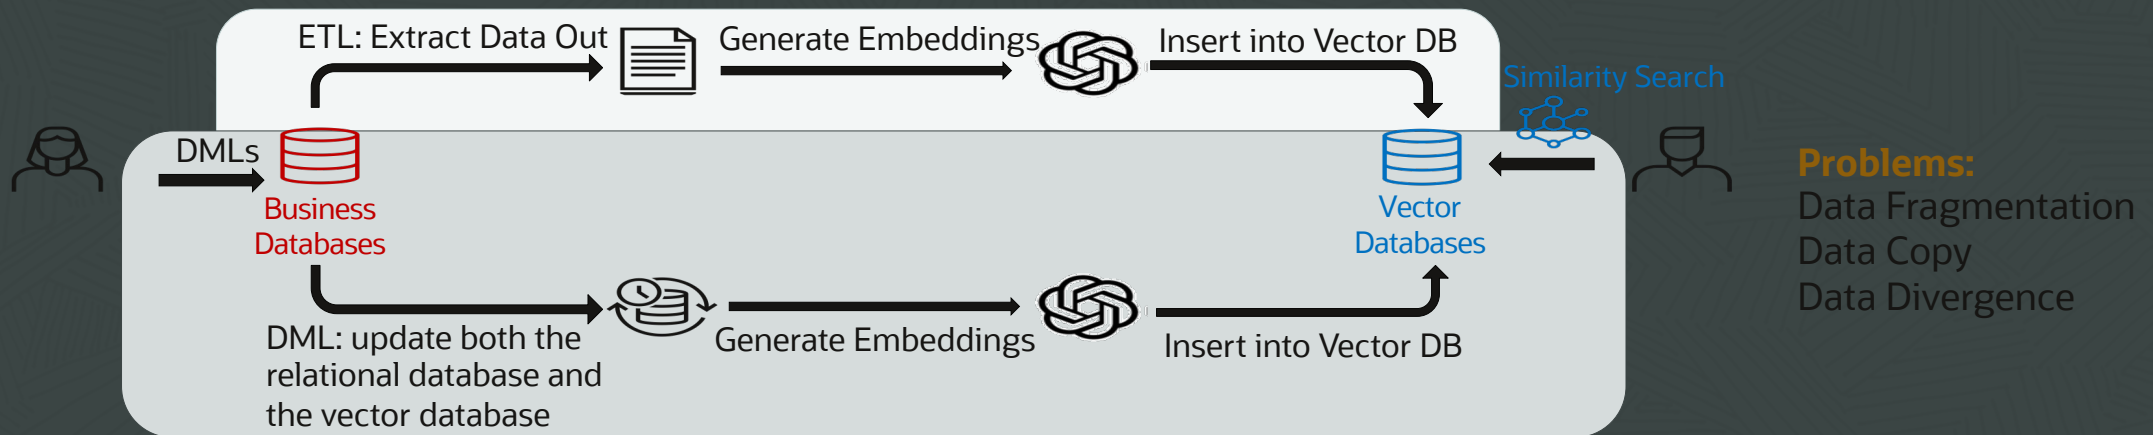 ETL: Extract Data Out
Generate Embeddings
Insert into Vector DB
Similarity Search
DMLs
Business
Databases
Vector
Databases
DML: update both the
relational database and
the vector database
Generate Embeddings
Insert into Vector DB
Problems:
Data Fragmentation
Data Copy
Data Divergence